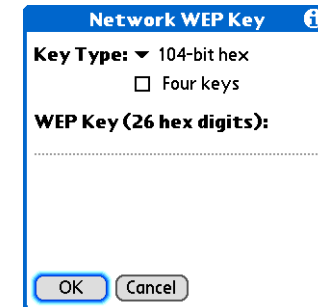 Network WEP Key
Key Type: 104-bit hex
Four keys
WEP Key (26 hex digits):
OK Cancel